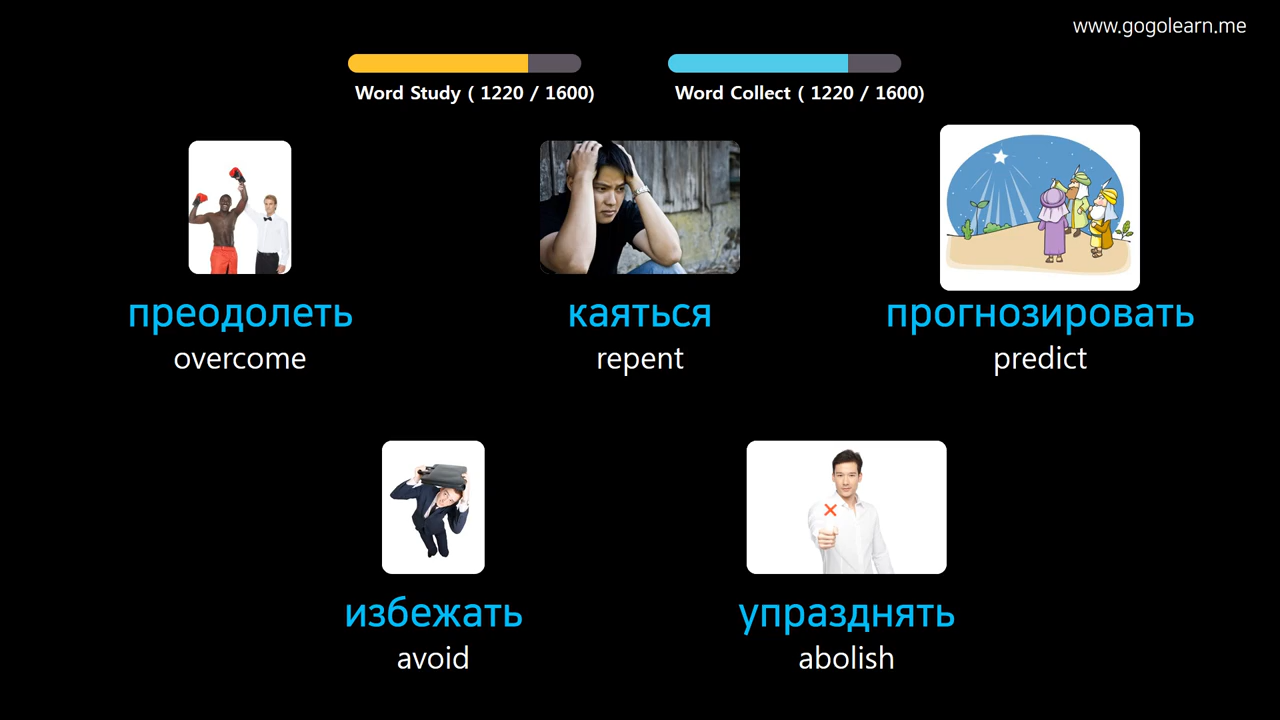 www.gogolearn.me
Word Study ( 1220 / 1600)
Word Collect ( 1220 / 1600)
преодолеть
overcome
каяться
repent
прогнозировать
predict
избежать
avoid
упразднять
abolish